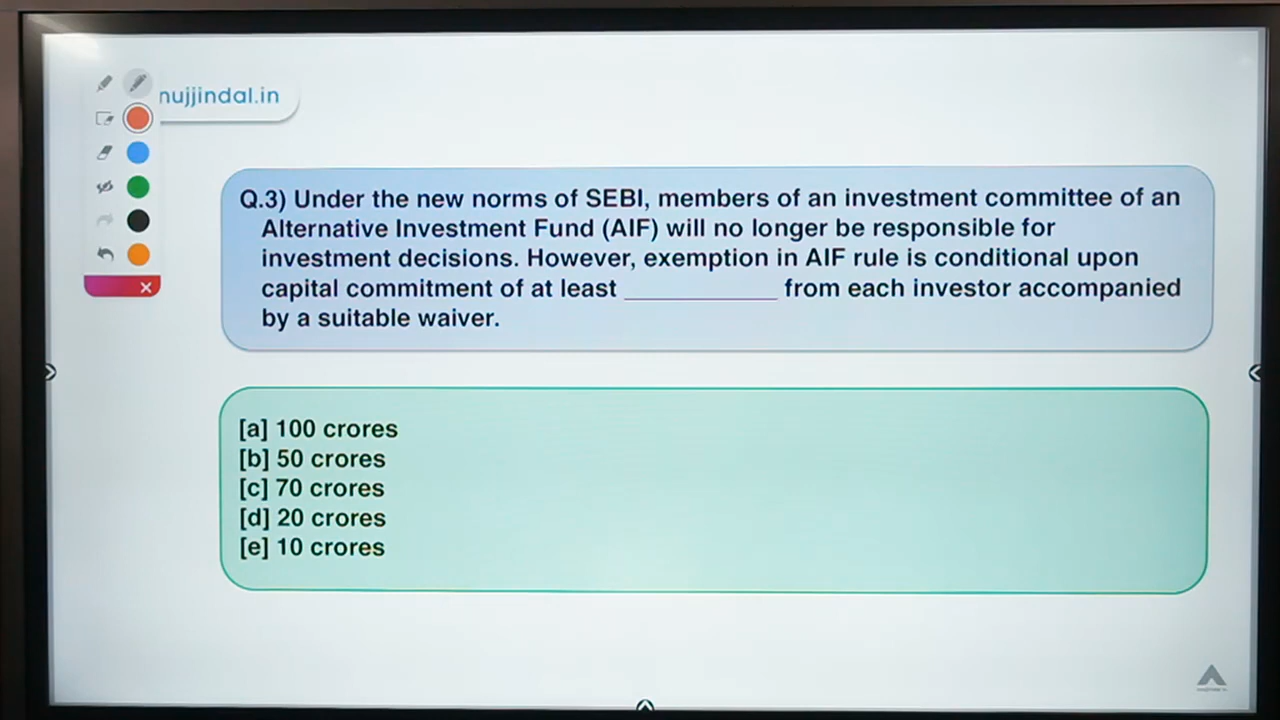 nujjindal.in
Q.3) Under the new norms of SEBI, members of an investment committee of an
Alternative Investment Fund (AIF) will no longer be responsible for
investment decisions. However, exemption in AIF rule is conditional upon
capital commitment of at least ____________ from each investor accompanied
by a suitable waiver.
[a] 100 crores
[b] 50 crores
[c] 70 crores
[d] 20 crores
[e] 10 crores